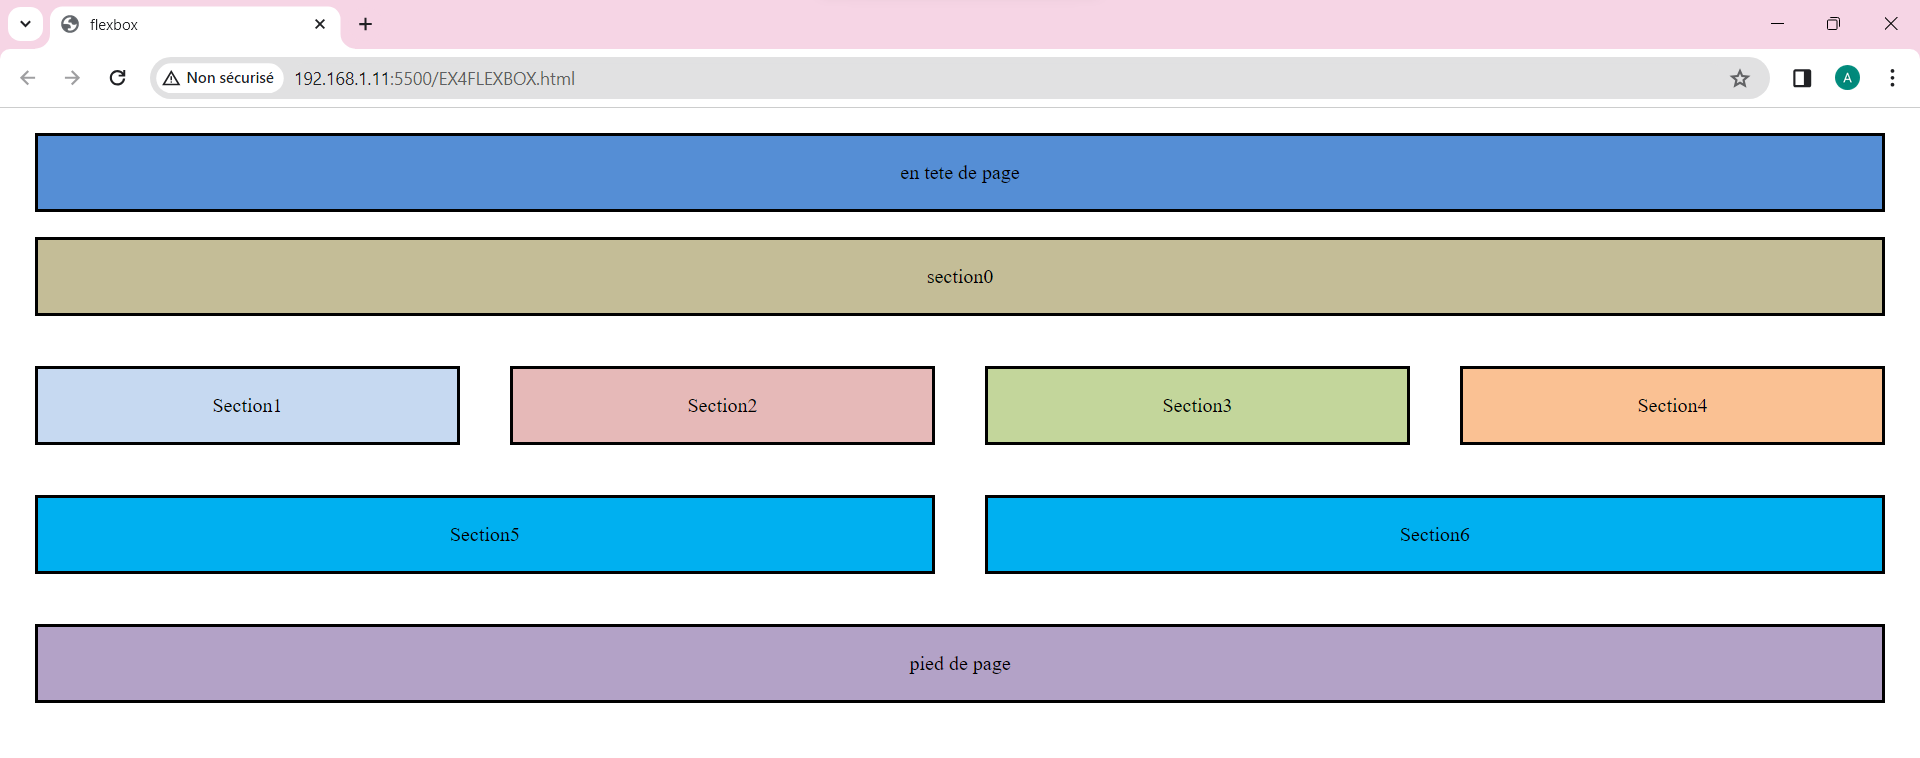 flexbox
Non sécurisé 192.168.1.11:5500/EX4FLEXBOX.html A
en tete de page
section0
Section1 Section2 Section3 Section4
Section5 Section6
pied de page